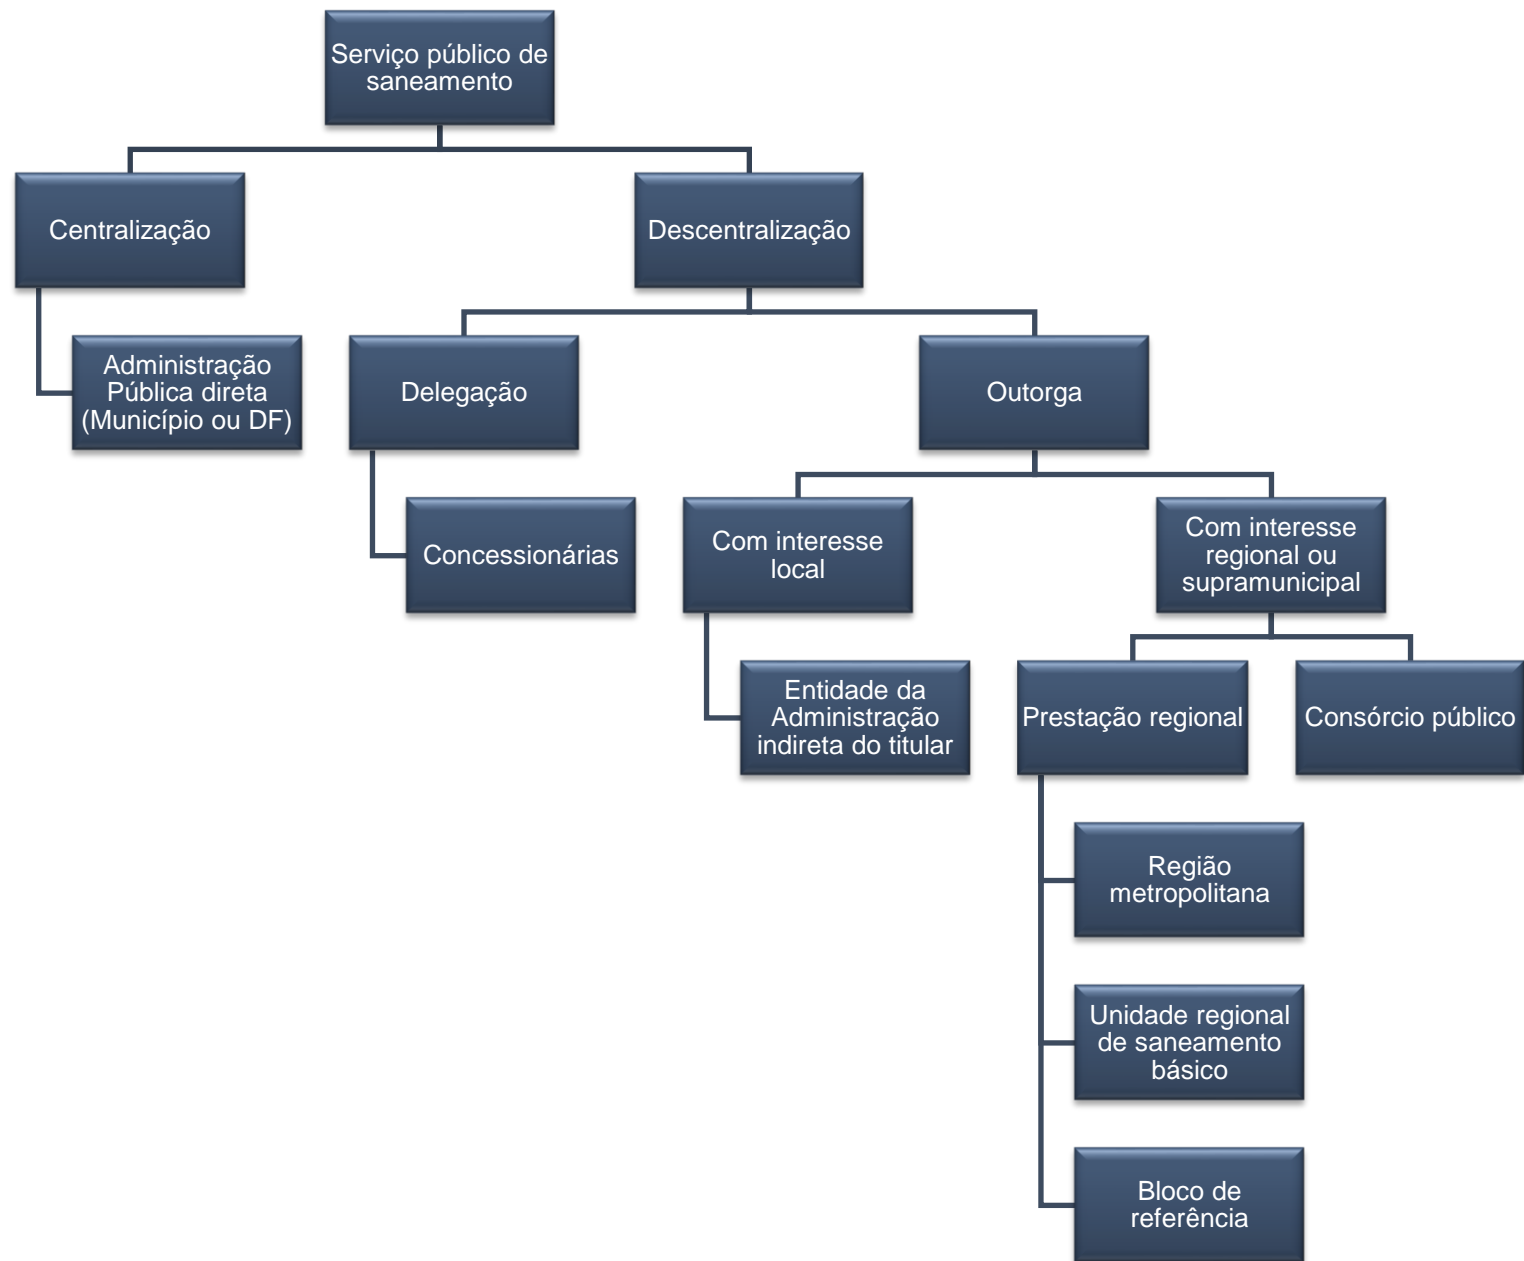 Serviço público de
saneamento
Centralização
Descentralização
Administração
Pública direta
(Município ou DF)
Delegação
Outorga
Concessionárias
Com interesse
local
Com interesse
regional ou
supramunicipal
Entidade da
Administração
indireta do titular
Prestação regional
Consórcio público
Região
metropolitana
Unidade regional
de saneamento
básico
Bloco de
referência